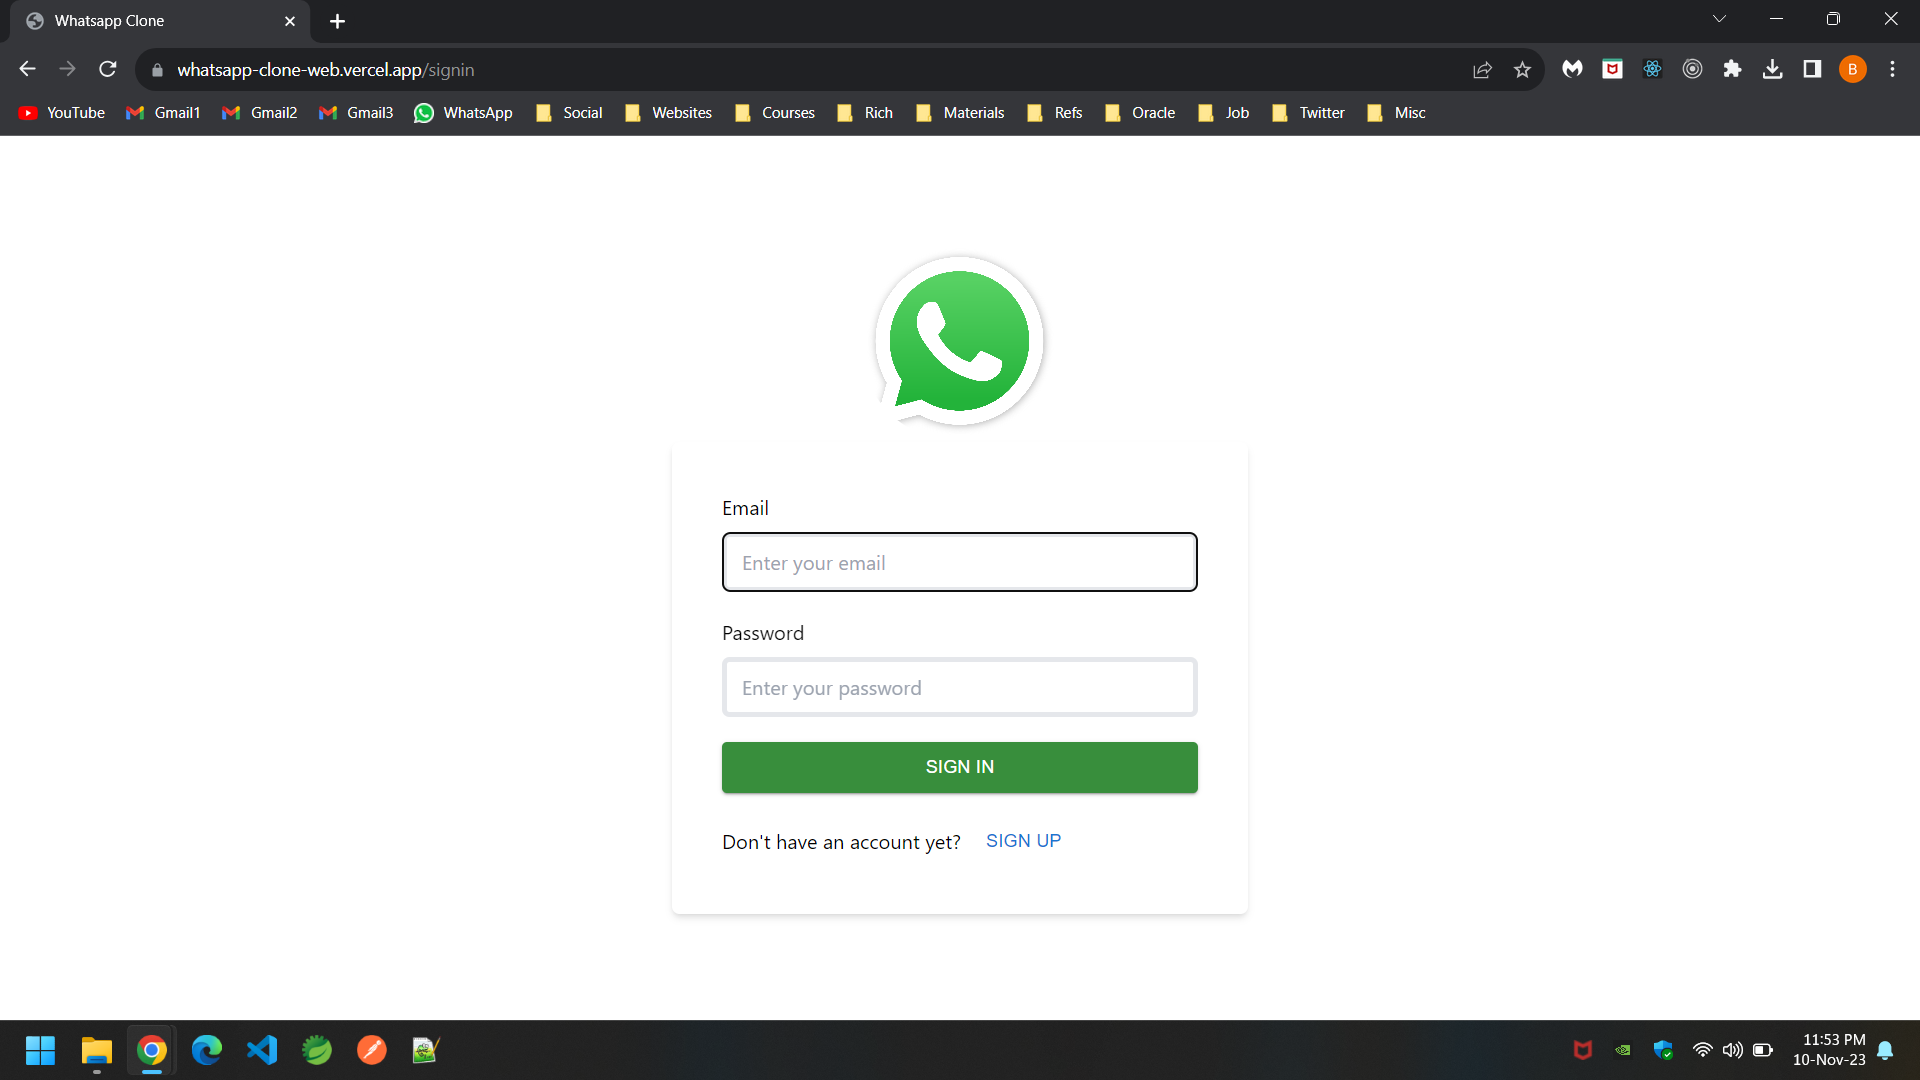 Whatsapp Clone
whatsapp-clone-web.vercel.app/signin
B
YouTube Gmail1 Gmail2 Gmail3 WhatsApp Social Websites Courses Rich Materials Refs Oracle Job Twitter Misc
Email
Enter your email
Password
Enter your password
SIGN IN
Don't have an account yet? SIGN UP
11:53 PM
10-Nov-23